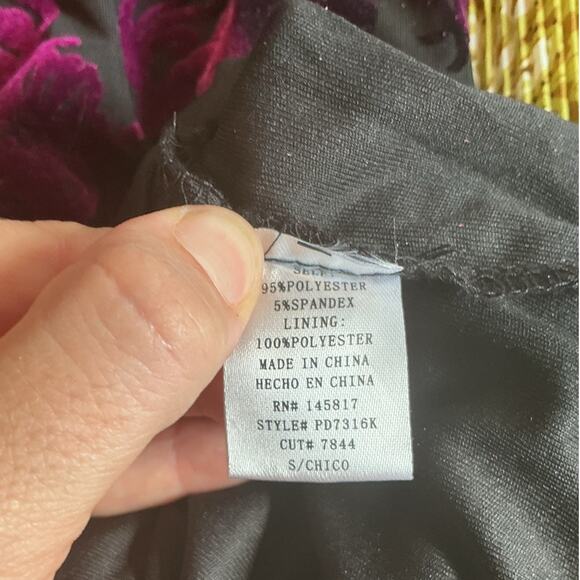 SELF:
95%POLYESTER
5%SPANDEX
LINING:
100%POLYESTER
MADE IN CHINA
HECHO EN CHINA
RN# 145817
STYLE# PD7316K
CUT# 7844
S/CHICO